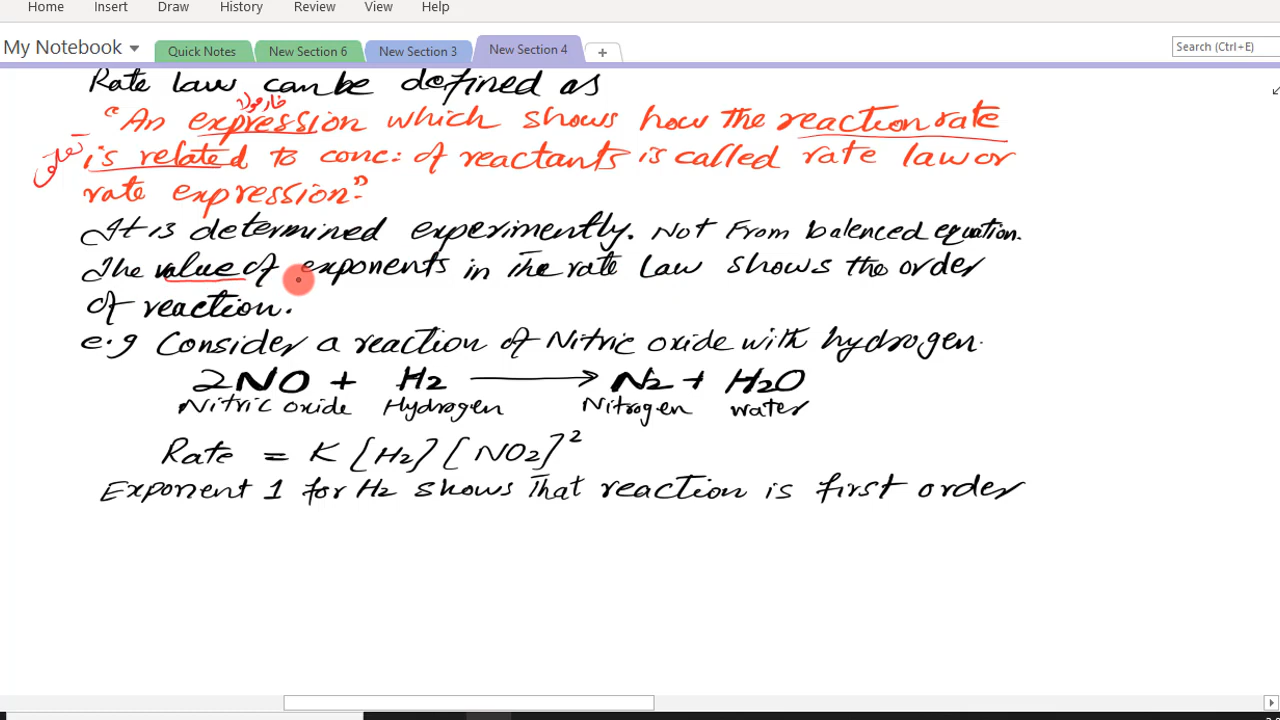 Home Insert Draw History Review View Help
My Notebook Quick Notes New Section 6 New Section 3 New Section 4 + Search (Ctrl+E)
Rate law can be defined as
فارمولا
"An expression which shows how the reaction rate
is related to conc: of reactants is called rate law or
rate expression."
It is determined experimently. Not From balenced equation.
The value of exponents in The rate Law shows the order
of reaction.
e.g Consider a reaction of Nitric oxide with hydrogen.
2NO + H2 → N2 + H2O
Nitric oxide Hydrogen Nitrogen water
Rate = K [H2] [NO2]²
Exponent 1 for H2 shows That reaction is first order